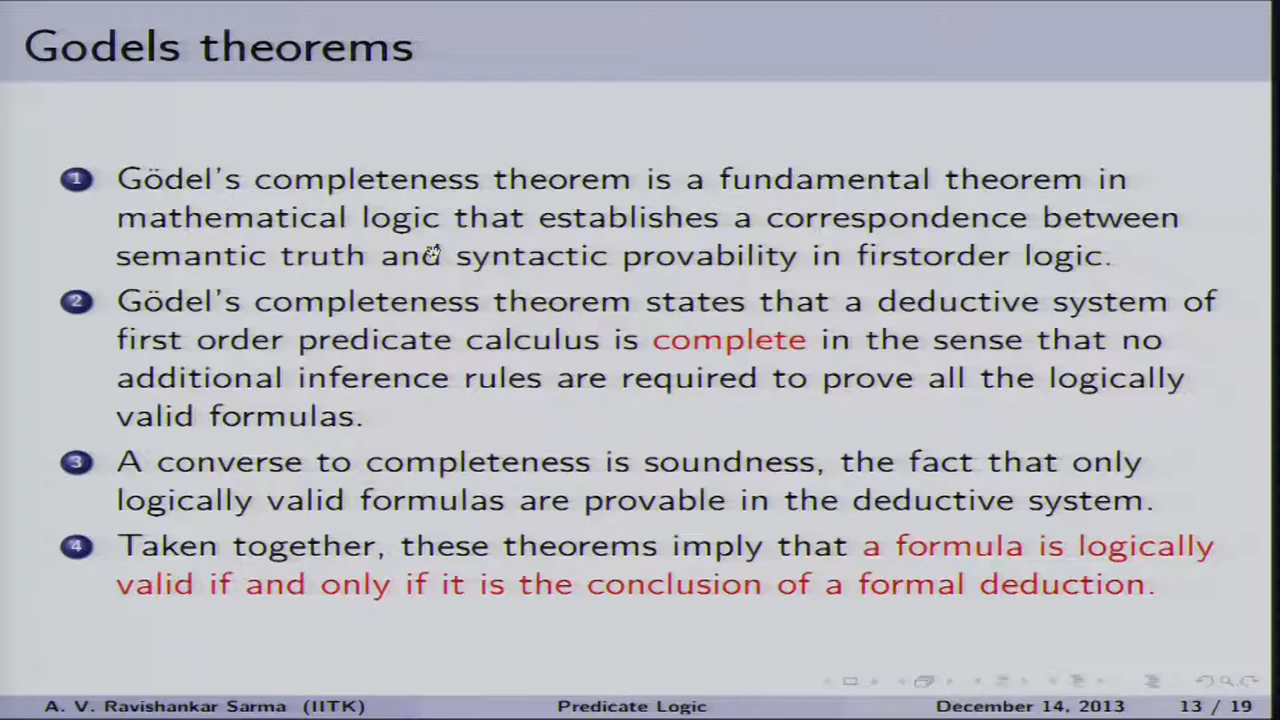 Godels theorems
1 Gödel's completeness theorem is a fundamental theorem in
mathematical logic that establishes a correspondence between
semantic truth and syntactic provability in firstorder logic.
2 Gödel's completeness theorem states that a deductive system of
first order predicate calculus is complete in the sense that no
additional inference rules are required to prove all the logically
valid formulas.
3 A converse to completeness is soundness, the fact that only
logically valid formulas are provable in the deductive system.
4 Taken together, these theorems imply that a formula is logically
valid if and only if it is the conclusion of a formal deduction.
A. V. Ravishankar Sarma (IITK) Predicate Logic December 14, 2013 13 / 19